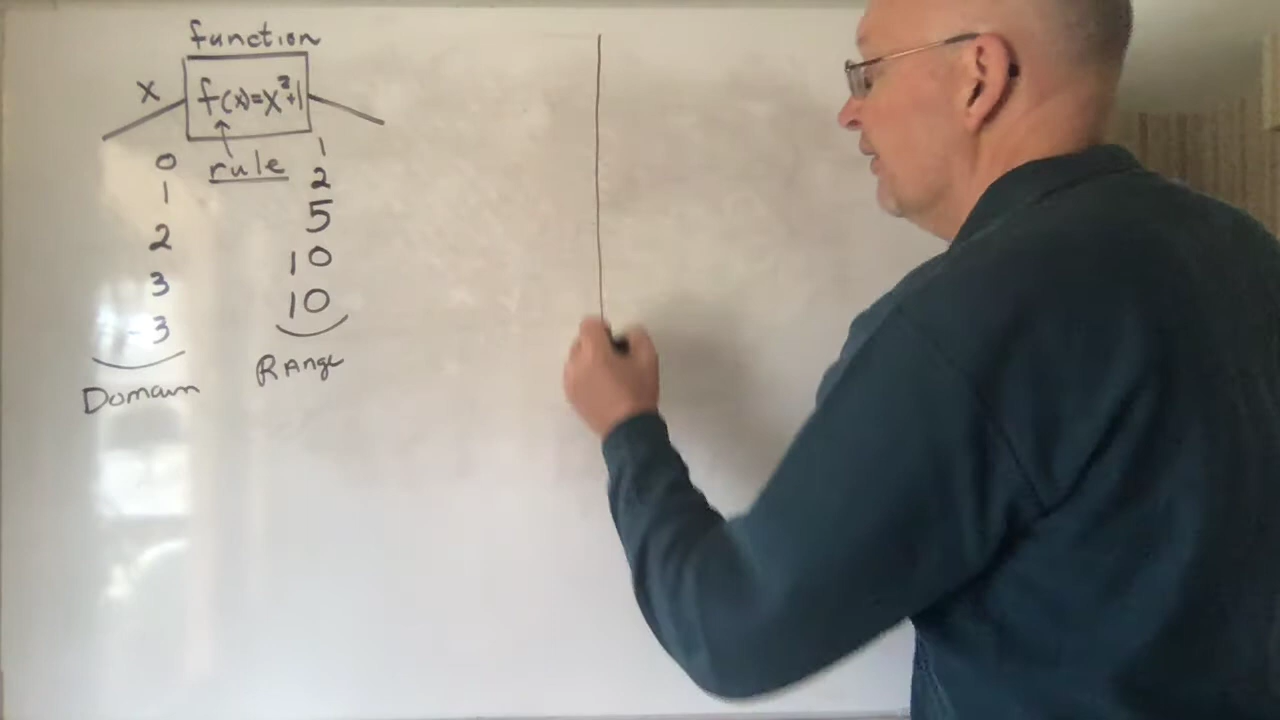 function
x f(x)=x²+1
rule
0 1
1 2
2 5
3 10
-3 10
Domain Range